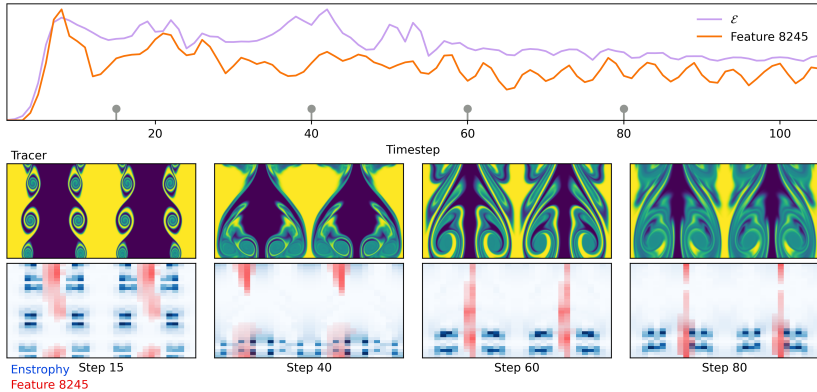 ℰ
Feature 8245
20 40 60 80 100
Timestep
Tracer
Step 15 Step 40 Step 60 Step 80
Enstrophy
Feature 8245